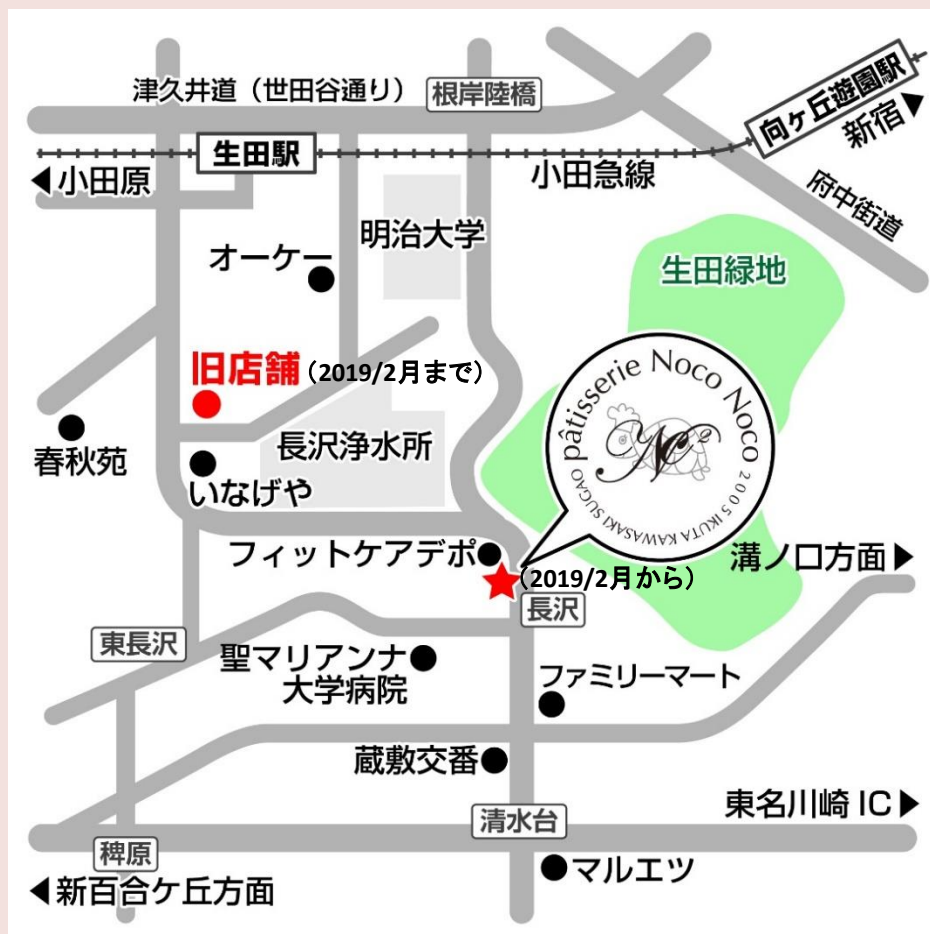 津久井道（世田谷通り）
根岸陸橋
向ヶ丘遊園駅
新宿▶
生田駅
◀小田原
小田急線
府中街道
明治大学
オーケー
生田緑地
旧店舗（2019/2月まで）
pâtisserie Noco Noco
2005 IKUTA KAWASAKI SUGAO
春秋苑
長沢浄水所
いなげや
フィットケアデポ
（2019/2月から）
溝ノ口方面▶
長沢
東長沢
聖マリアンナ
大学病院
ファミリーマート
蔵敷交番
東名川崎 IC▶
清水台
稗原
マルエツ
◀新百合ケ丘方面